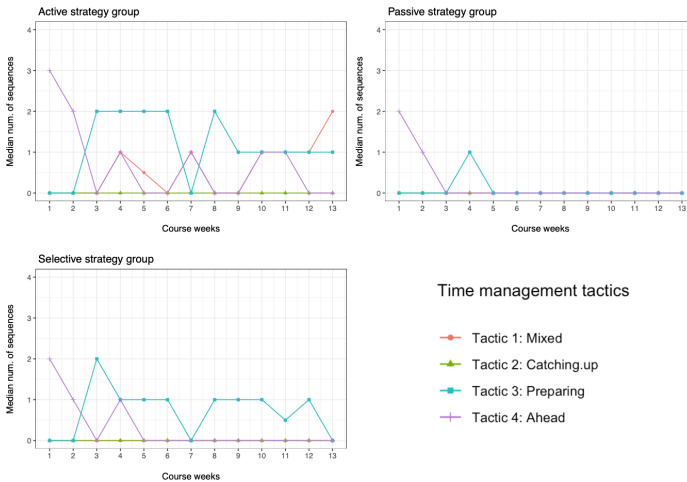 Active strategy group
4
3
2
1
0
Median num. of sequences
1 2 3 4 5 6 7 8 9 10 11 12 13
Course weeks
Passive strategy group
4
3
2
1
0
Median num. of sequences
1 2 3 4 5 6 7 8 9 10 11 12 13
Course weeks
Selective strategy group
4
3
2
1
0
Median num. of sequences
1 2 3 4 5 6 7 8 9 10 11 12 13
Course weeks
Time management tactics
Tactic 1: Mixed
Tactic 2: Catching.up
Tactic 3: Preparing
Tactic 4: Ahead